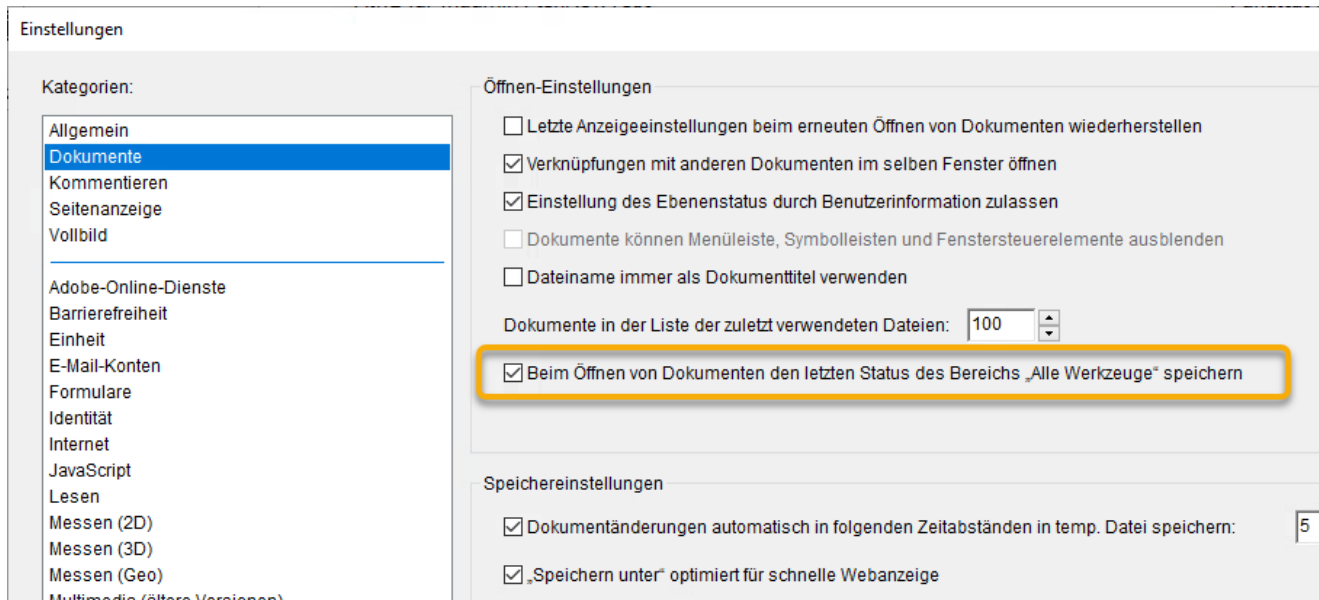 Einstellungen
Kategorien:
Allgemein
Dokumente
Kommentieren
Seitenanzeige
Vollbild
Adobe-Online-Dienste
Barrierefreiheit
Einheit
E-Mail-Konten
Formulare
Identität
Internet
JavaScript
Lesen
Messen (2D)
Messen (3D)
Messen (Geo)
Multimedia (ältere Versionen)
Öffnen-Einstellungen
Letzte Anzeigeeinstellungen beim erneuten Öffnen von Dokumenten wiederherstellen
Verknüpfungen mit anderen Dokumenten im selben Fenster öffnen
Einstellung des Ebenenstatus durch Benutzerinformation zulassen
Dokumente können Menüleiste, Symbolleisten und Fenstersteuerelemente ausblenden
Dateiname immer als Dokumenttitel verwenden
Dokumente in der Liste der zuletzt verwendeten Dateien: 100
Beim Öffnen von Dokumenten den letzten Status des Bereichs „Alle Werkzeuge“ speichern
Speichereinstellungen
Dokumentänderungen automatisch in folgenden Zeitabständen in temp. Datei speichern: 5
„Speichern unter“ optimiert für schnelle Webanzeige